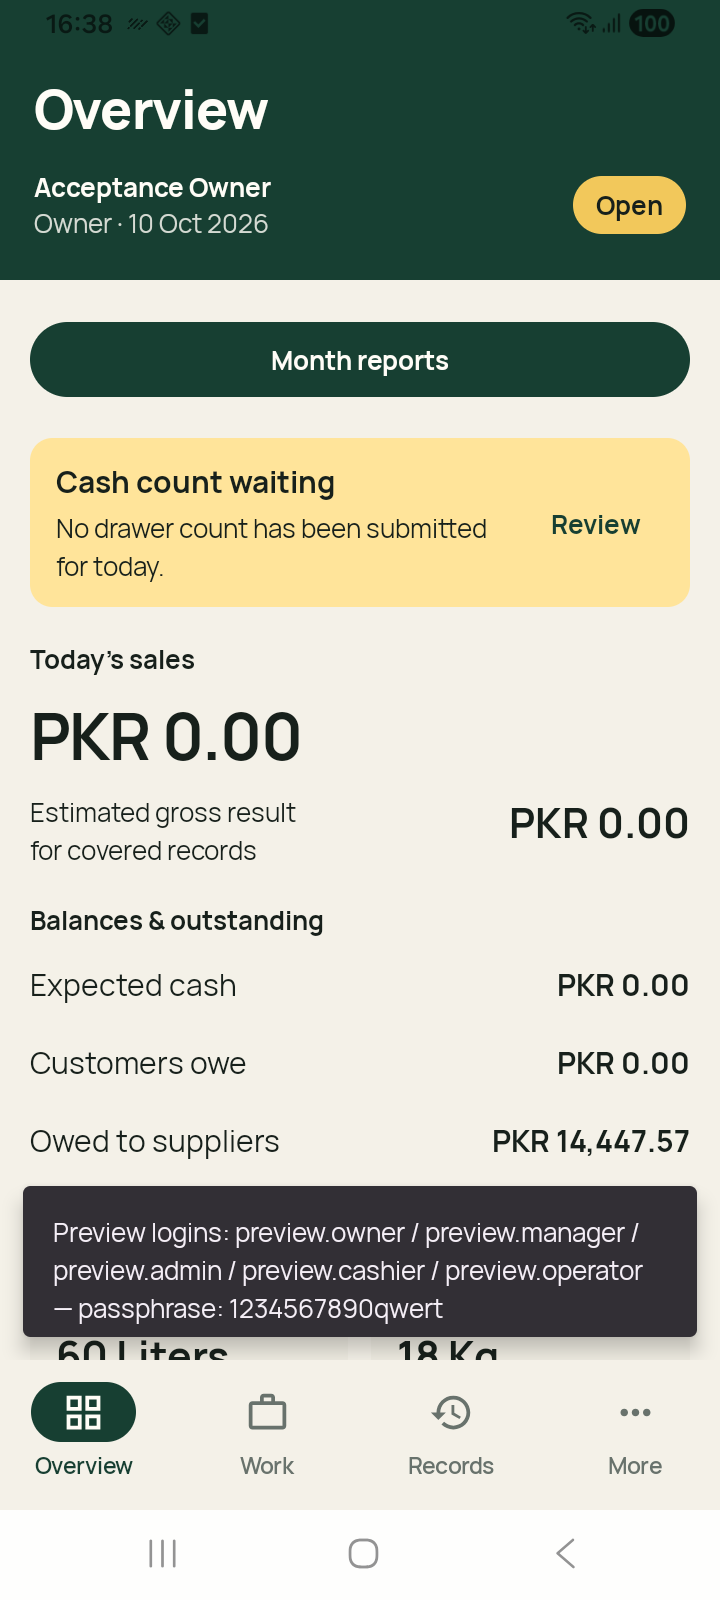 16:38
100
Overview
Acceptance Owner
Owner · 10 Oct 2026
Open
Month reports
Cash count waiting
No drawer count has been submitted
for today.
Review
Today's sales
PKR 0.00
Estimated gross result
for covered records
PKR 0.00
Balances & outstanding
Expected cash PKR 0.00
Customers owe PKR 0.00
Owed to suppliers PKR 14,447.57
Preview logins: preview.owner / preview.manager /
preview.admin / preview.cashier / preview.operator
— passphrase: 1234567890qwert
60 Liters 18 Kg
Overview Work Records More